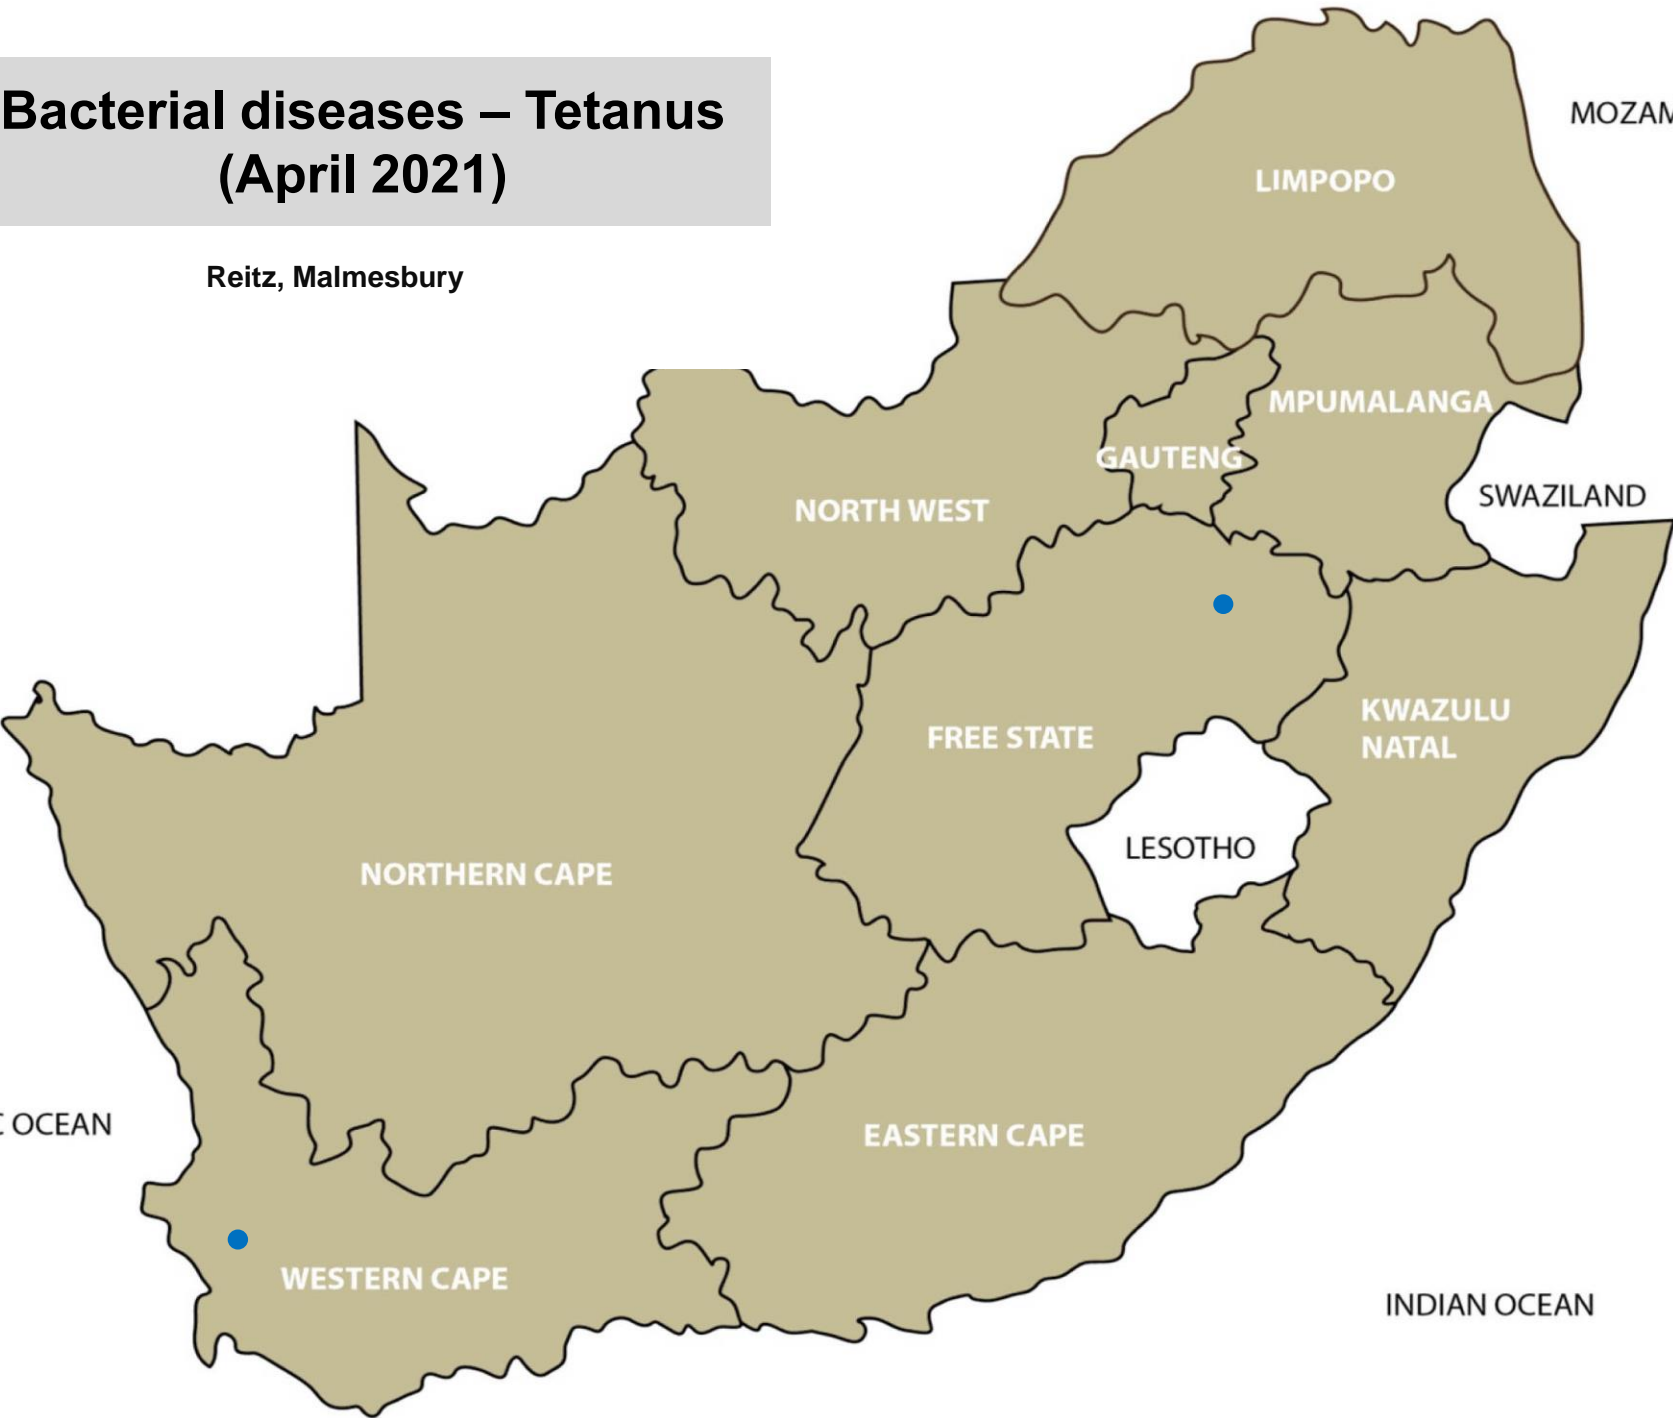 Bacterial diseases – Tetanus
(April 2021)
Reitz, Malmesbury
MOZAM
LIMPOPO
MPUMALANGA
GAUTENG
NORTH WEST
SWAZILAND
KWAZULU
NATAL
FREE STATE
LESOTHO
NORTHERN CAPE
C OCEAN
EASTERN CAPE
WESTERN CAPE
INDIAN OCEAN